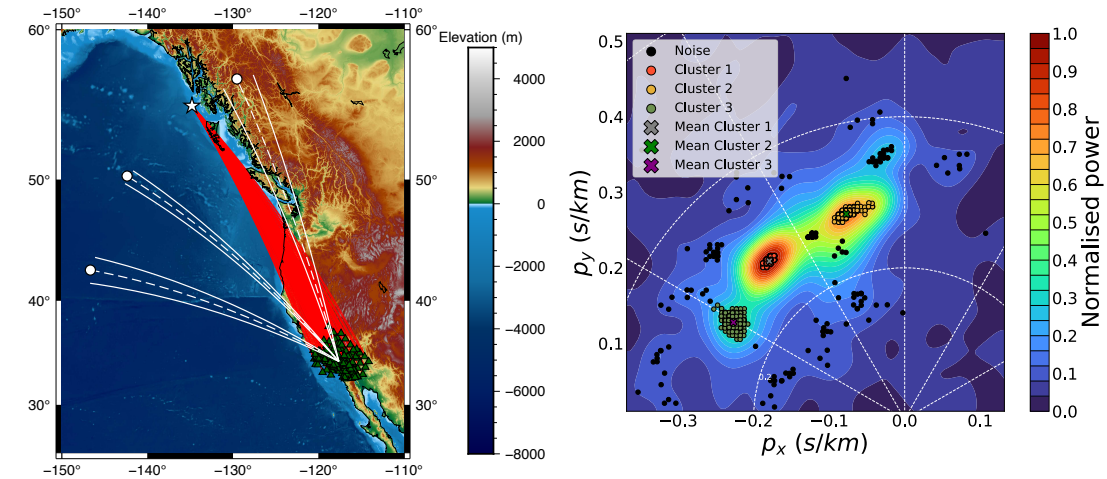 −150° −140° −130° −120° −110°
60° 60°
50° 50°
40° 40°
30° 30°
−150° −140° −130° −120° −110°
Elevation (m)
4000
2000
0
−2000
−4000
−6000
−8000
0.5
0.4
0.3
0.2
0.1
p_y (s/km)
Noise
Cluster 1
Cluster 2
Cluster 3
Mean Cluster 1
Mean Cluster 2
Mean Cluster 3
0.2
−0.3 −0.2 −0.1 0.0 0.1
p_x (s/km)
1.0
0.9
0.8
0.7
0.6
0.5
0.4
0.3
0.2
0.1
0.0
Normalised power